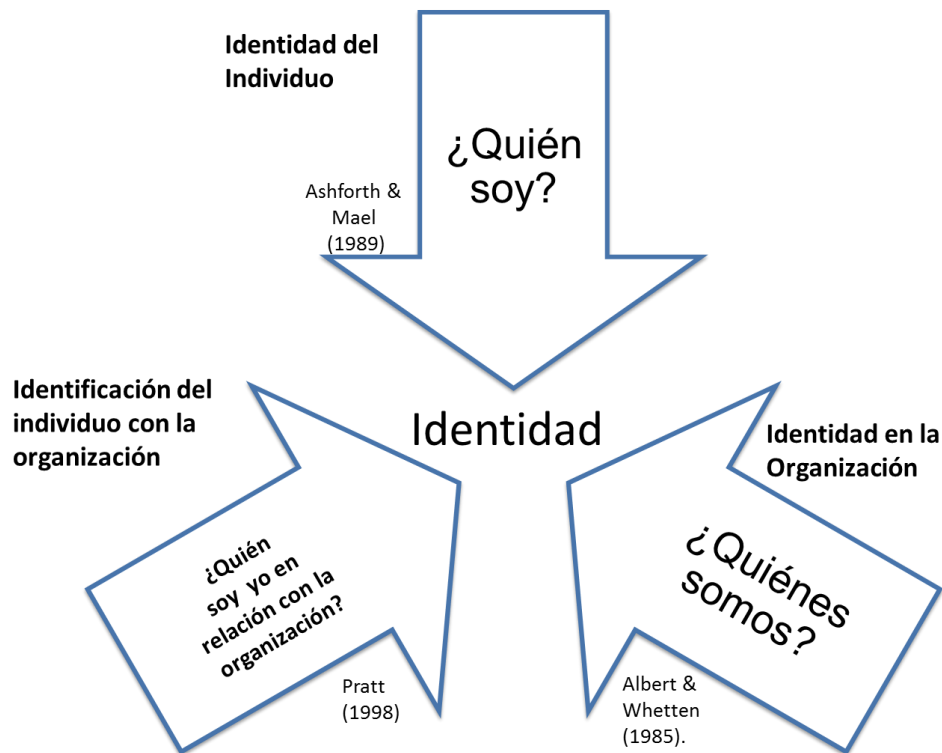 Identidad del
Individuo
¿Quién
soy?
Ashforth &
Mael
(1989)
Identificación del
individuo con la
organización
Identidad
Identidad en la
Organización
¿Quién
soy yo en
relación con la
organización?
¿Quiénes
somos?
Pratt
(1998)
Albert &
Whetten
(1985).